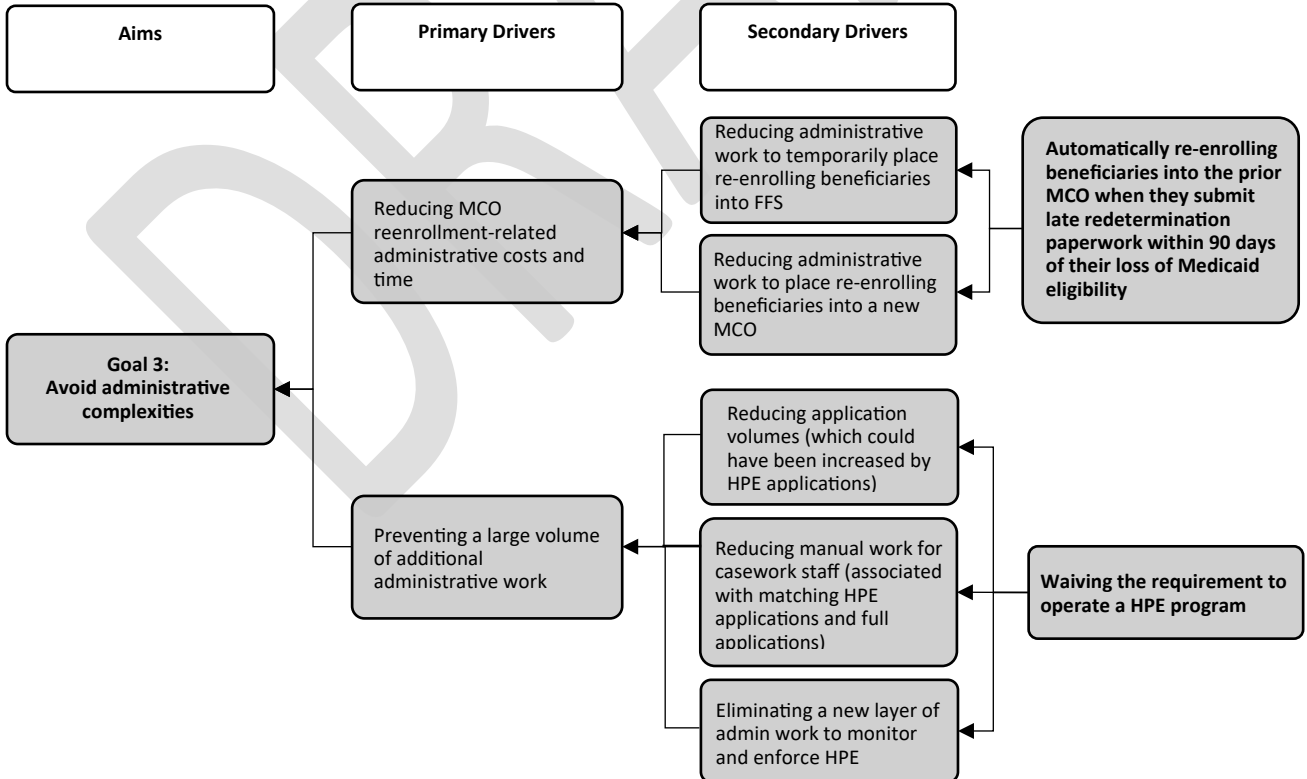 Aims
Primary Drivers
Secondary Drivers
Reducing administrative
work to temporarily place
re-enrolling beneficiaries
into FFS
Automatically re-enrolling
beneficiaries into the prior
MCO when they submit
late redetermination
paperwork within 90 days
of their loss of Medicaid
eligibility
Reducing MCO
reenrollment-related
administrative costs and
time
Reducing administrative
work to place re-enrolling
beneficiaries into a new
MCO
Goal 3:
Avoid administrative
complexities
Reducing application
volumes (which could
have been increased by
HPE applications)
Preventing a large volume
of additional
administrative work
Reducing manual work for
casework staff (associated
with matching HPE
applications and full
applications)
Waiving the requirement to
operate a HPE program
Eliminating a new layer of
admin work to monitor
and enforce HPE